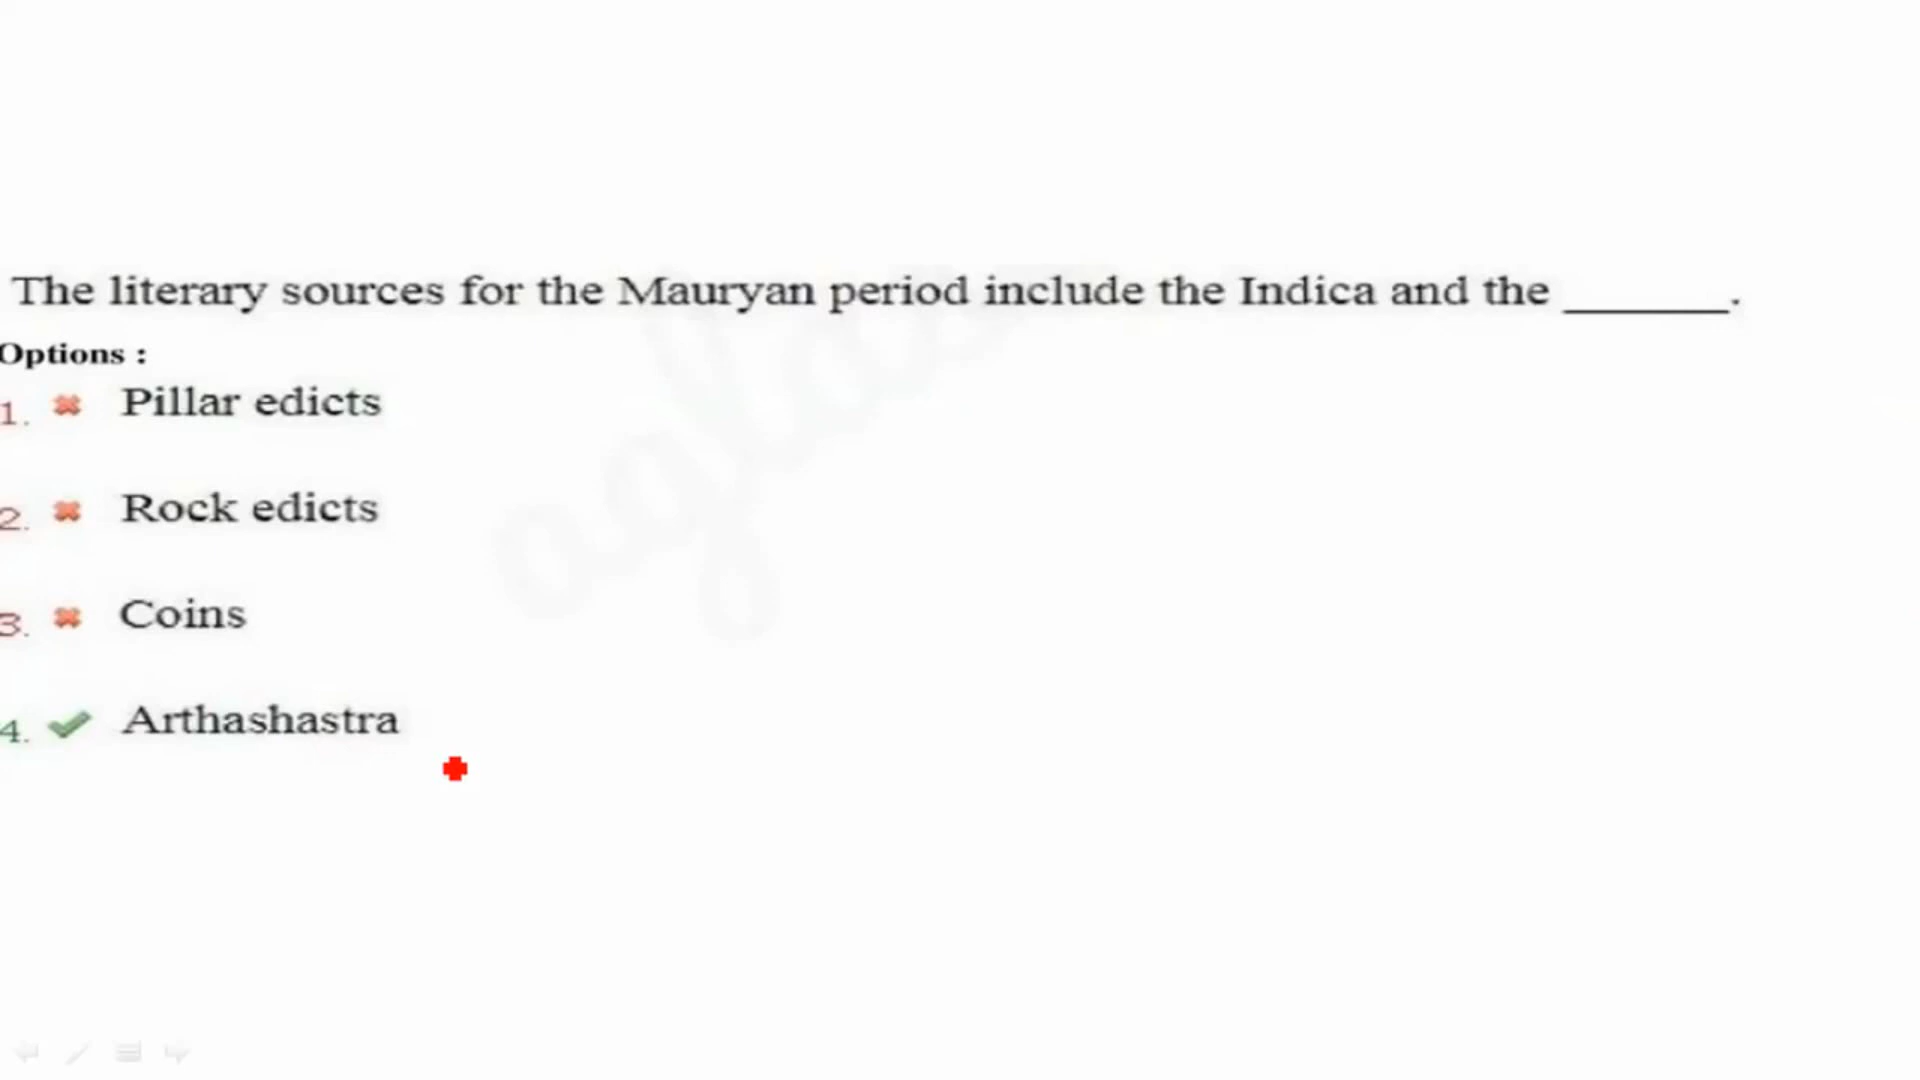 The literary sources for the Mauryan period include the Indica and the _______.
Options :
1. Pillar edicts
2. Rock edicts
3. Coins
4. Arthashastra